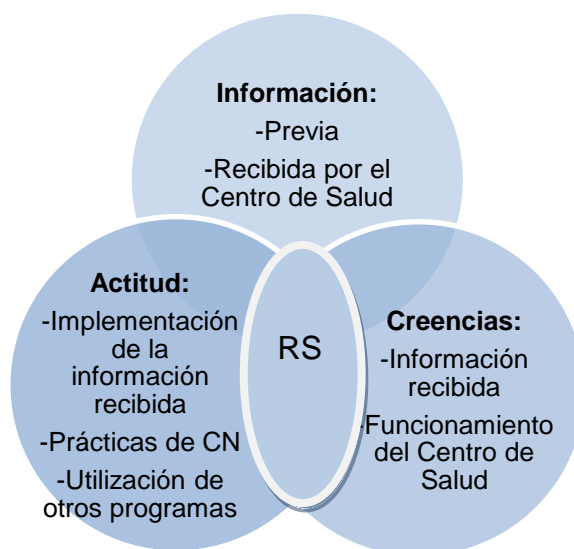 Información:
-Previa
-Recibida por el
Centro de Salud
Actitud:
-Implementación
de la
información
recibida
-Prácticas de CN
-Utilización de
otros programas
RS
Creencias:
-Información
recibida
-Funcionamiento
del Centro de
Salud